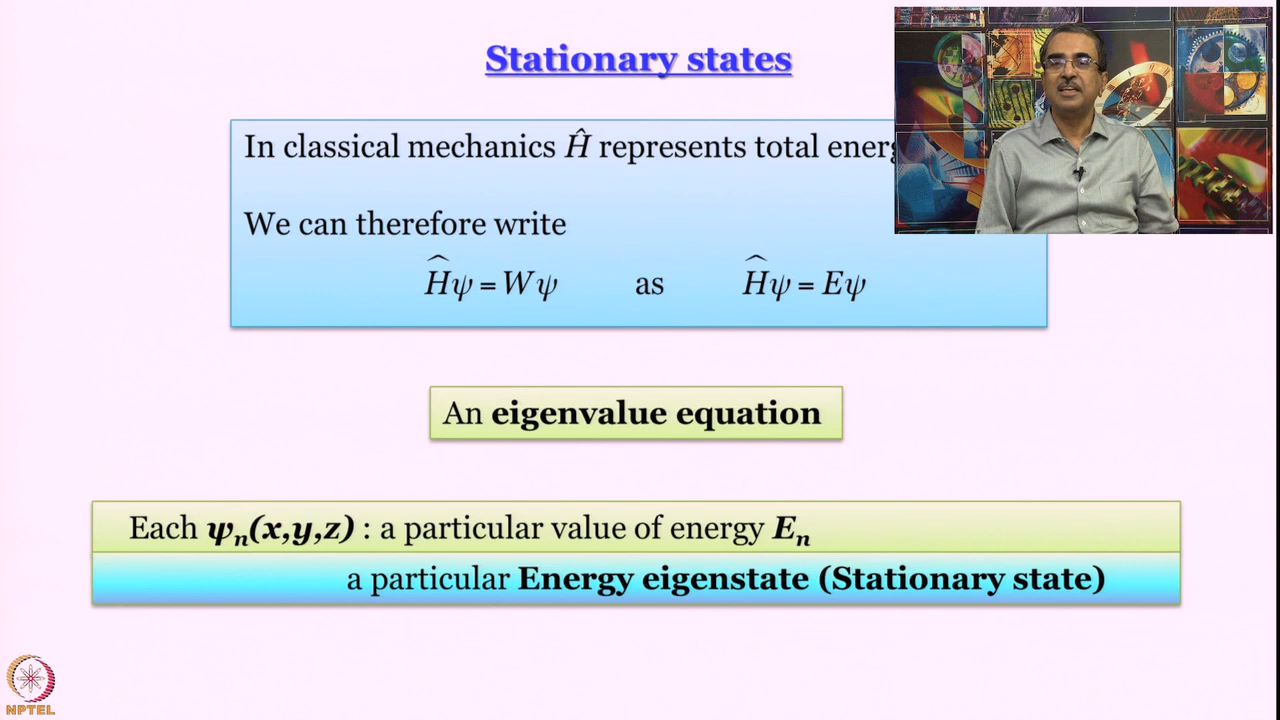 Stationary states
In classical mechanics Ĥ represents total
We can therefore write
Ĥψ = Wψ as Ĥψ = Eψ
An eigenvalue equation
Each ψn(x,y,z) : a particular value of energy En
a particular Energy eigenstate (Stationary state)
NPTEL